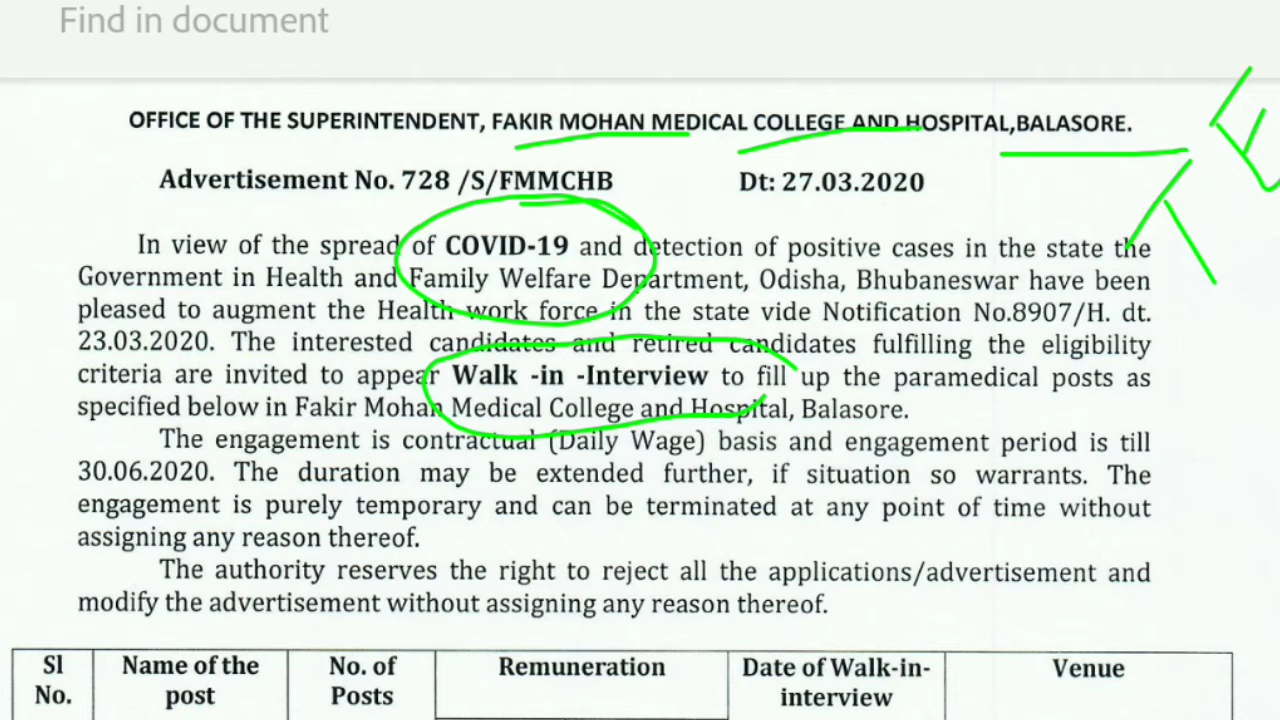 Find in document
OFFICE OF THE SUPERINTENDENT, FAKIR MOHAN MEDICAL COLLEGE AND HOSPITAL,BALASORE.
Advertisement No. 728 /S/FMMCHB Dt: 27.03.2020
In view of the spread of COVID-19 and detection of positive cases in the state the
Government in Health and Family Welfare Department, Odisha, Bhubaneswar have been
pleased to augment the Health work force in the state vide Notification No.8907/H. dt.
23.03.2020. The interested candidates and retired candidates fulfilling the eligibility
criteria are invited to appear Walk -in -Interview to fill up the paramedical posts as
specified below in Fakir Mohan Medical College and Hospital, Balasore.
The engagement is contractual (Daily Wage) basis and engagement period is till
30.06.2020. The duration may be extended further, if situation so warrants. The
engagement is purely temporary and can be terminated at any point of time without
assigning any reason thereof.
The authority reserves the right to reject all the applications/advertisement and
modify the advertisement without assigning any reason thereof.
Sl No. Name of the post No. of Posts Remuneration Date of Walk-in-interview Venue